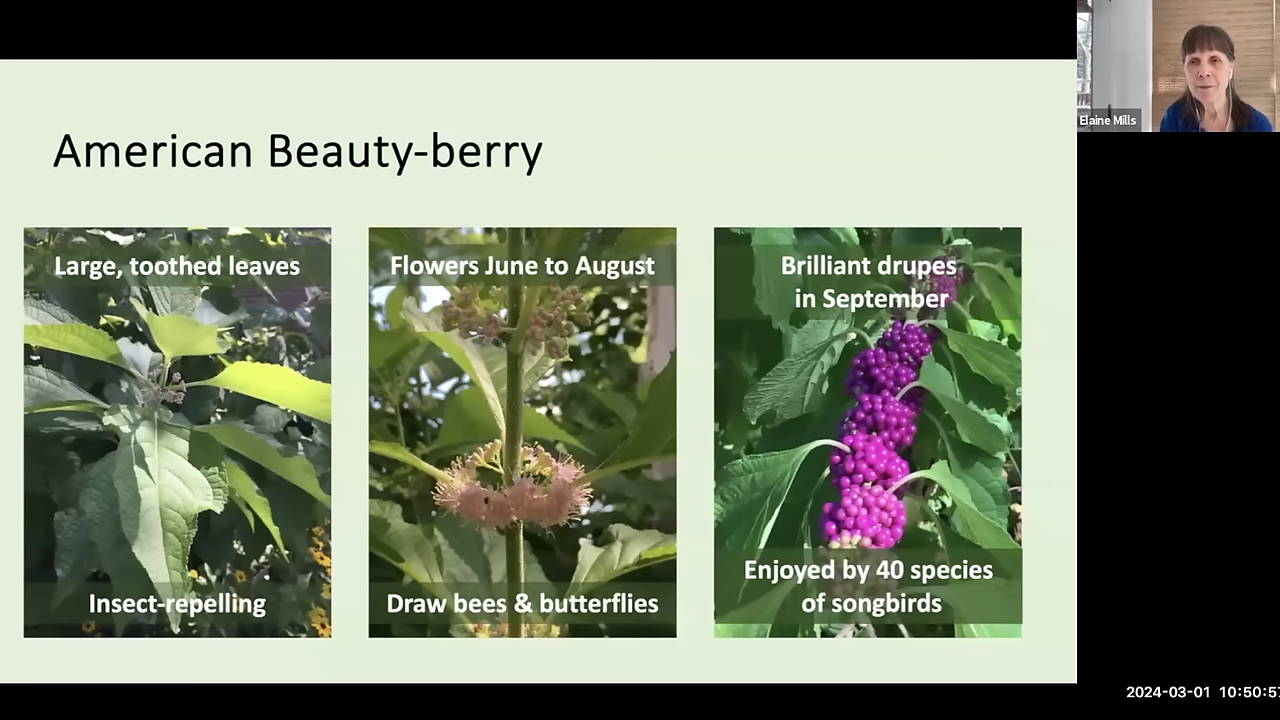 American Beauty-berry
Large, toothed leaves
Insect-repelling
Flowers June to August
Draw bees & butterflies
Brilliant drupes
in September
Enjoyed by 40 species
of songbirds
Elaine Mills
2024-03-01 10:50:57